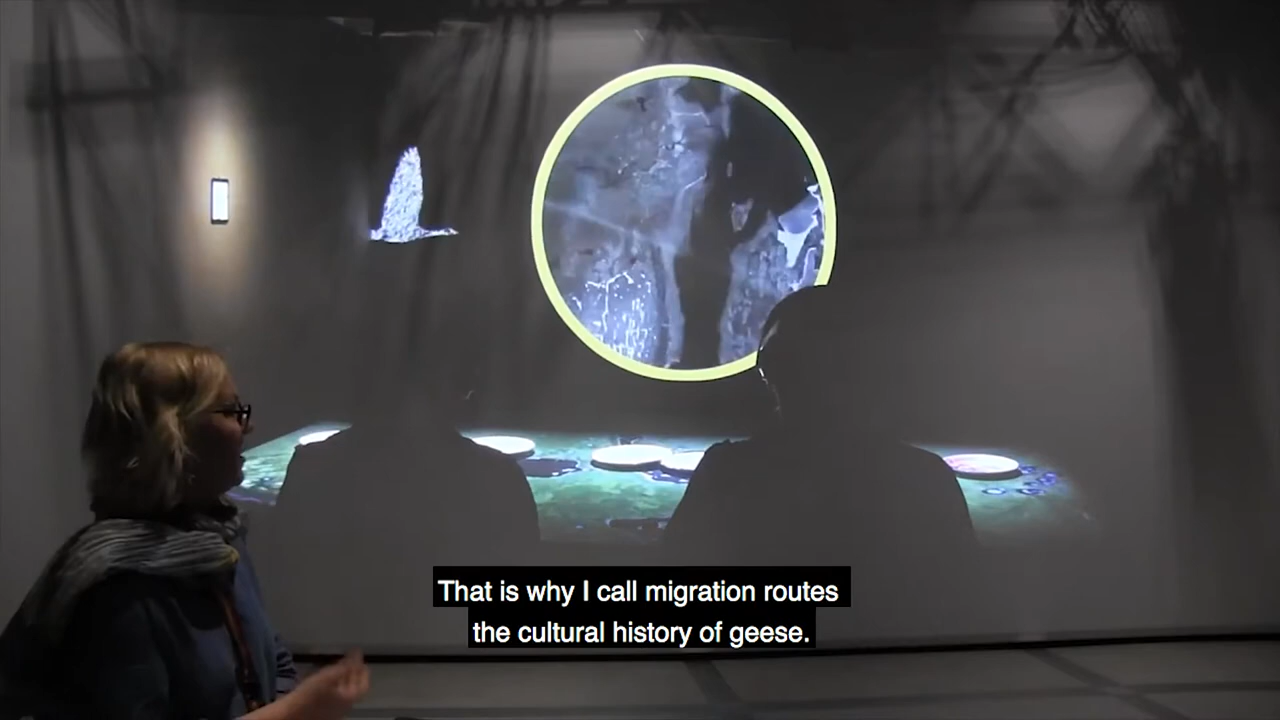 That is why I call migration routes
the cultural history of geese.